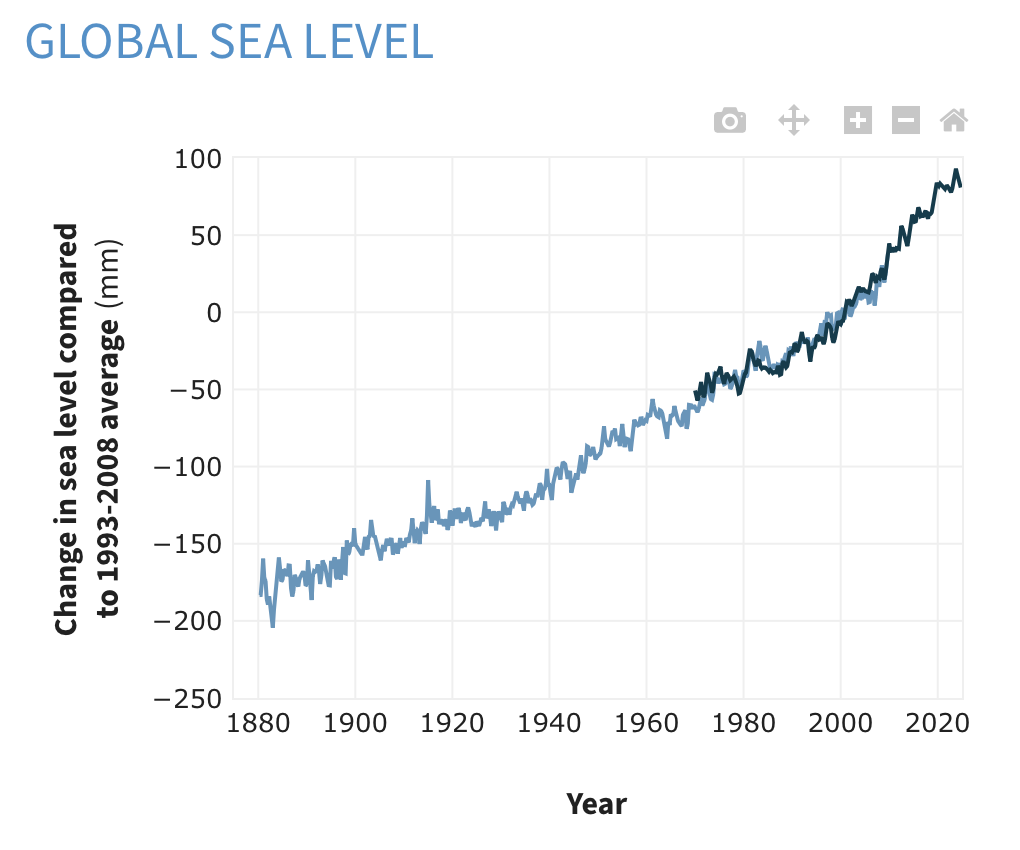 GLOBAL SEA LEVEL
100
50
0
−50
−100
−150
−200
−250
Change in sea level compared
to 1993-2008 average (mm)
1880 1900 1920 1940 1960 1980 2000 2020
Year